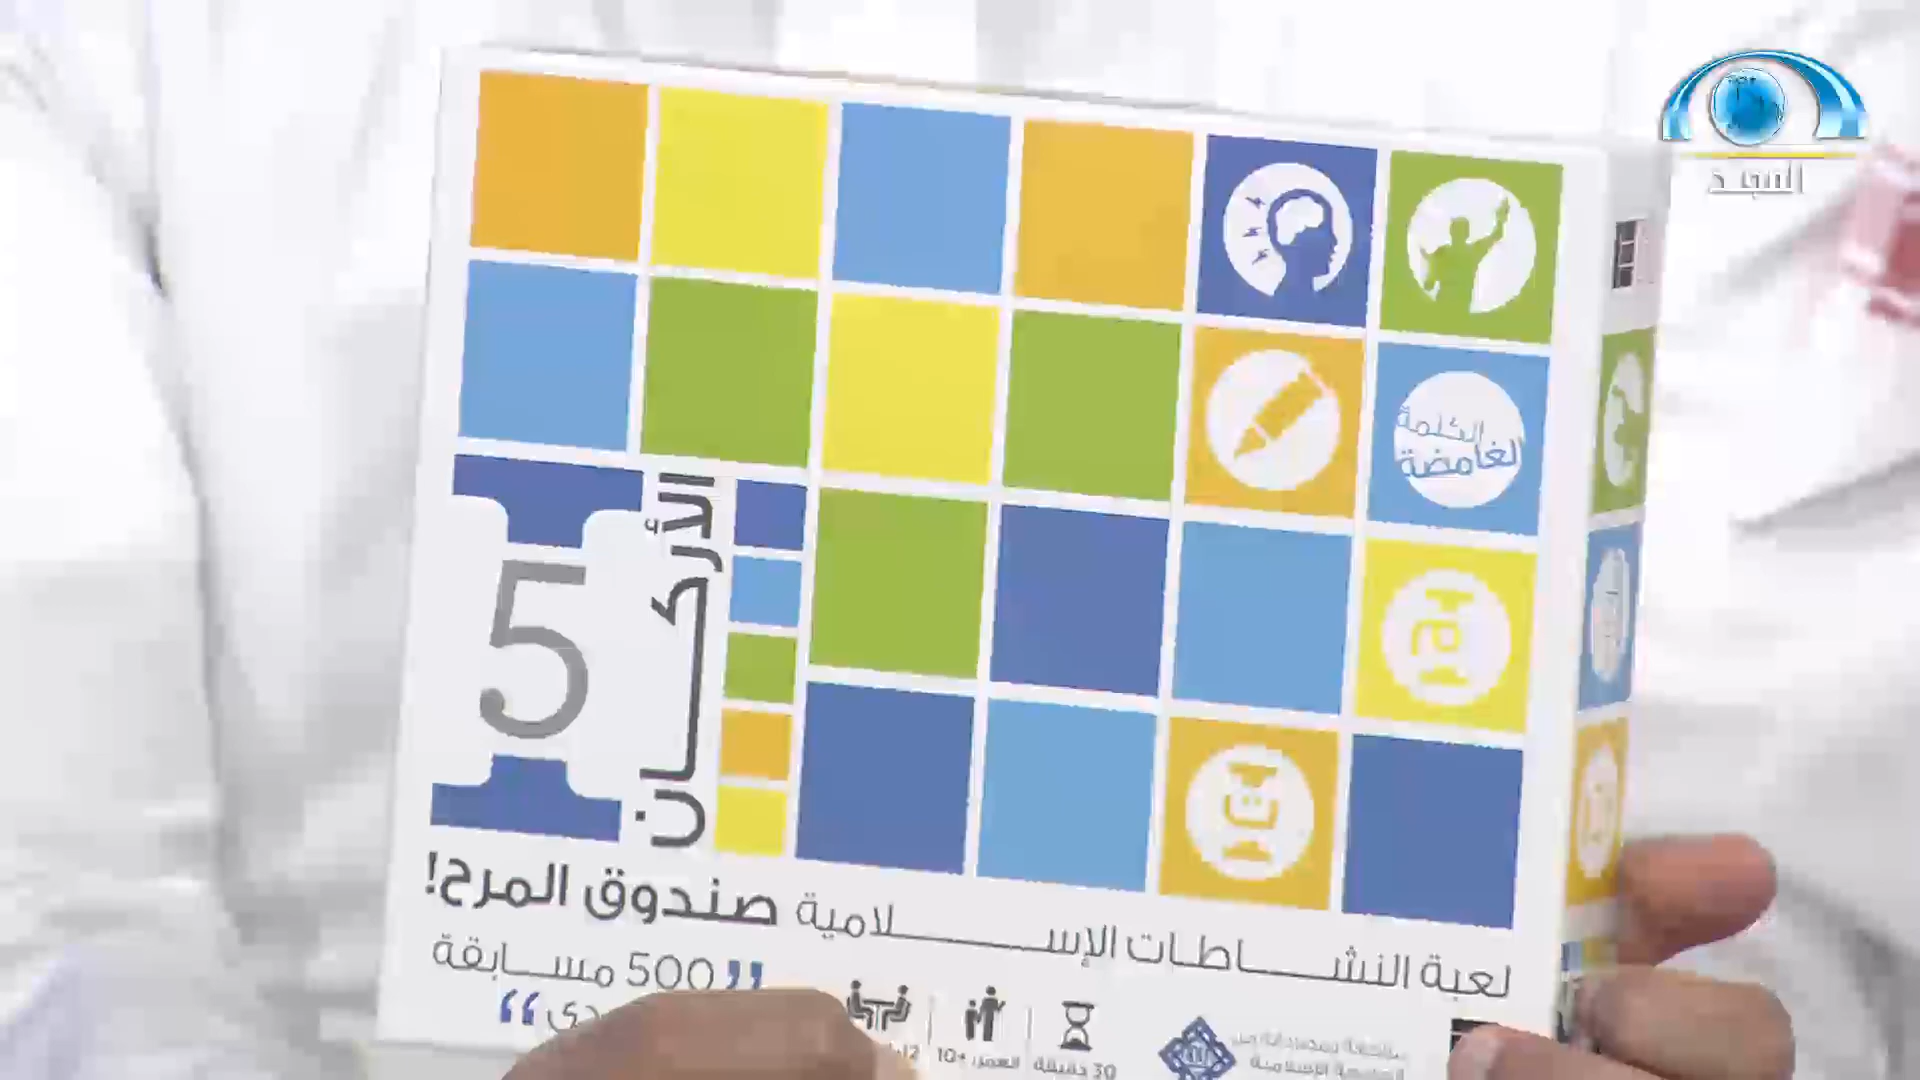 المجد
الكلمة
الغامضة
5
الأركان
لعبة النشاطات الإسلامية صندوق المرح!
500 مسابقة
30 دقيقة
العمر: +10